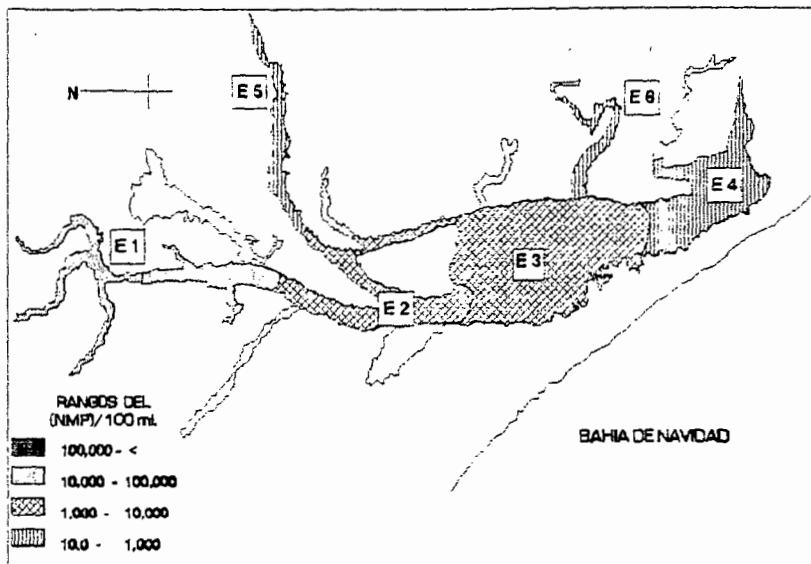 N
E 5
E 6
E 4
E 1
E 3
E 2
RANGOS DEL
(NMP)/100 ml.
100,000 - <
10,000 - 100,000
1,000 - 10,000
10.0 - 1,000
BAHIA DE NAVIDAD